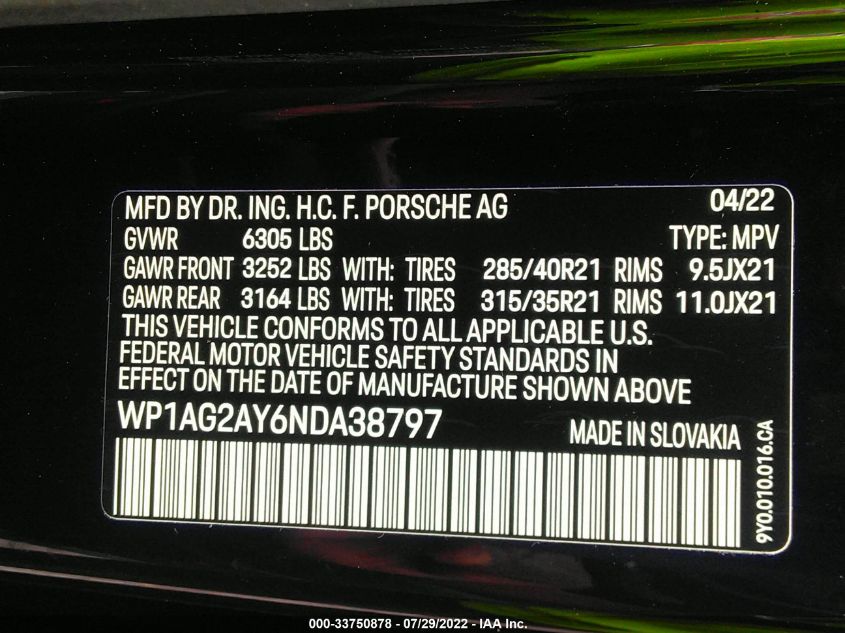 MFD BY DR. ING. H.C. F. PORSCHE AG 04/22
GVWR 6305 LBS TYPE: MPV
GAWR FRONT 3252 LBS WITH: TIRES 285/40R21 RIMS 9.5JX21
GAWR REAR 3164 LBS WITH: TIRES 315/35R21 RIMS 11.0JX21
THIS VEHICLE CONFORMS TO ALL APPLICABLE U.S.
FEDERAL MOTOR VEHICLE SAFETY STANDARDS IN
EFFECT ON THE DATE OF MANUFACTURE SHOWN ABOVE
WP1AG2AY6NDA38797 MADE IN SLOVAKIA
9Y0.010.016.CA
000-33750878 - 07/29/2022 - IAA Inc.